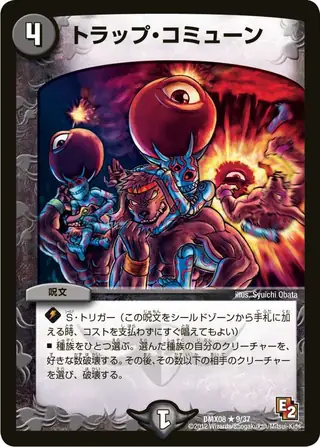 4
トラップ・コミューン
illus. Syuichi Obata
呪文
S・トリガー（この呪文をシールドゾーンから手札に加
える時、コストを支払わずにすぐ唱えてもよい）
■ 種族をひとつ選ぶ。選んだ種族の自分のクリーチャーを、
好きな数破壊する。その後、その数以下の相手のクリーチャー
を選び、破壊する。
DMX08 ★ 9/37
©2012 Wizards/Shogakukan/Mitsui-Kids
E2